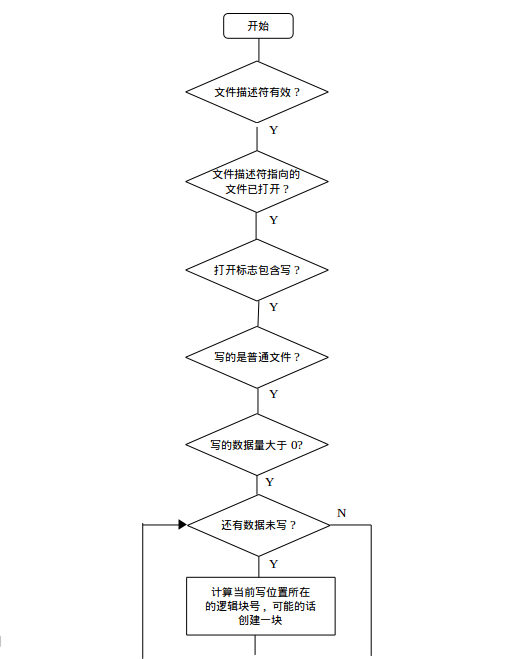 开始
文件描述符有效？
Y
文件描述符指向的
文件已打开？
Y
打开标志包含写？
Y
写的是普通文件？
Y
写的数据量大于 0?
Y
还有数据未写？
N
Y
计算当前写位置所在
的逻辑块号，可能的话
创建一块